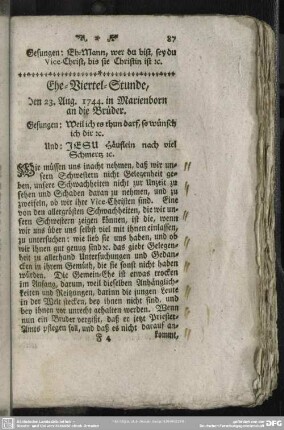 87
Gesungen: Eh-Mann, wer du bist, sey du
Vice-Christ, bis sie Christin ist ꝛc.
Ehe-Viertel-Stunde,
den 23. Aug. 1744. in Marienborn
an die Brüder.
Gesungen: Weil ich es thun darf, so wünsch
ich dir ꝛc.
Und: JESU Häuflein nach viel
Schmertz ꝛc.
Wir müssen uns inacht nehmen, daß wir un-
sern Schwestern nicht Gelegenheit ge-
ben, unsere Schwachheiten nicht zur Unzeit zu
sehen und Schaden davon zu nehmen, und zu
zweifeln, ob wir ihre Vice-Christen sind. Eine
von den allergrösten Schwachheiten, die wir un-
sern Schwestern zeigen können, ist die, wenn
wir uns über uns selbst viel mit ihnen einlassen,
zu untersuchen: wie lieb sie uns haben, und ob
wir ihnen gut genug sind ꝛc. das giebt Gelegen-
heit zu allerhand Untersuchungen und Gedan-
cken in ihrem Gemüth, die sie sonst nicht haben
würden. Die Gemein-Ehe ist etwas trocken
im Anfang, darum, weil dieselben Anhänglich-
keiten und Reitzungen, darinn die jungen Leute
in der Welt stecken, bey ihnen nicht sind, und
bey ihnen vor unrecht gehalten werden. Wenn
nun ein Bruder vergißt, daß er jetzt Priester-
Amts pflegen soll, und daß es nicht darauf an-
F 4 kommt,
DFG